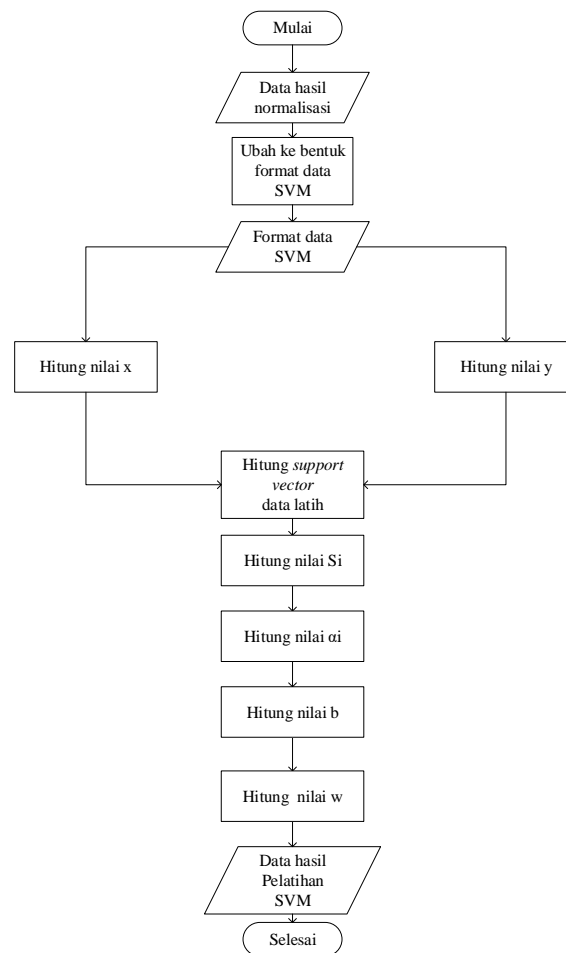 Mulai
Data hasil
normalisasi
Ubah ke bentuk
format data
SVM
Format data
SVM
Hitung nilai x
Hitung nilai y
Hitung support
vector
data latih
Hitung nilai Si
Hitung nilai αi
Hitung nilai b
Hitung nilai w
Data hasil
Pelatihan
SVM
Selesai